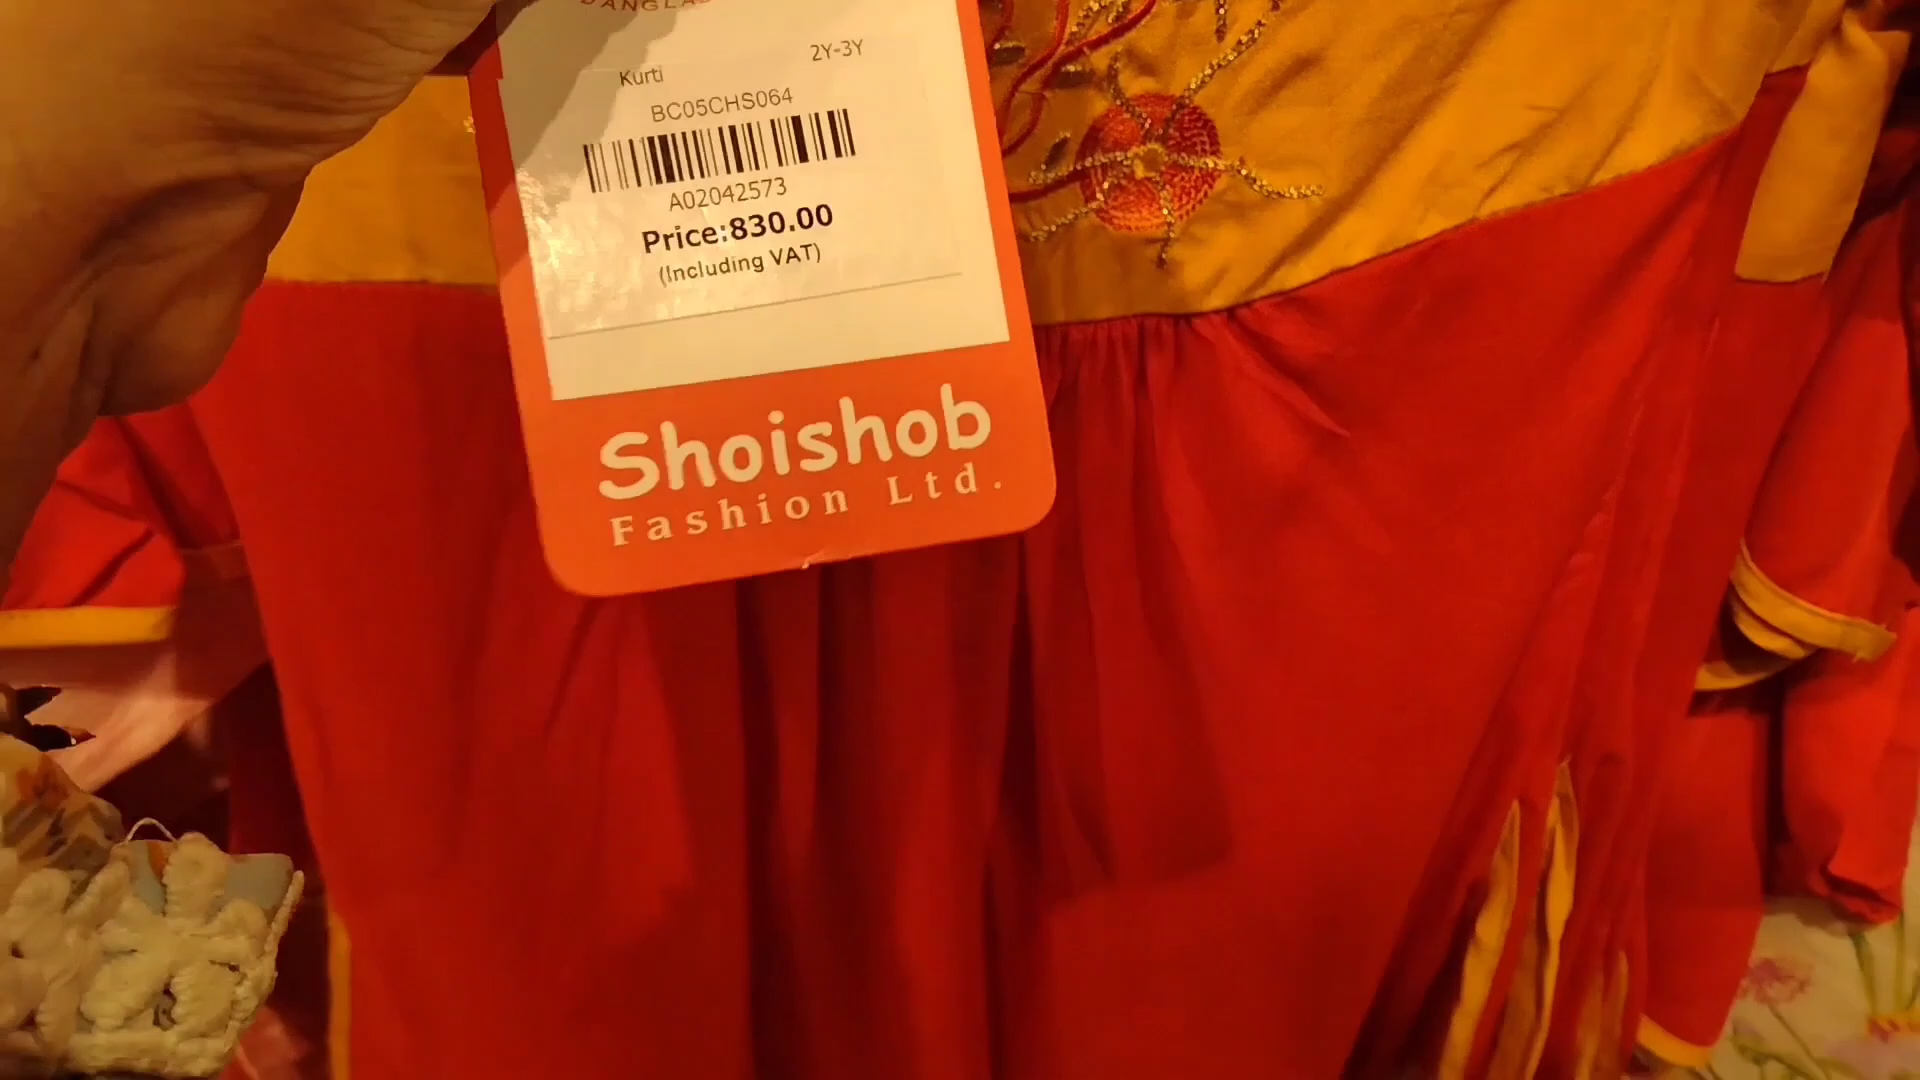 Kurti 2Y-3Y
BC05CHS064
A02042573
Price:830.00
(Including VAT)
Shoishob
Fashion Ltd.